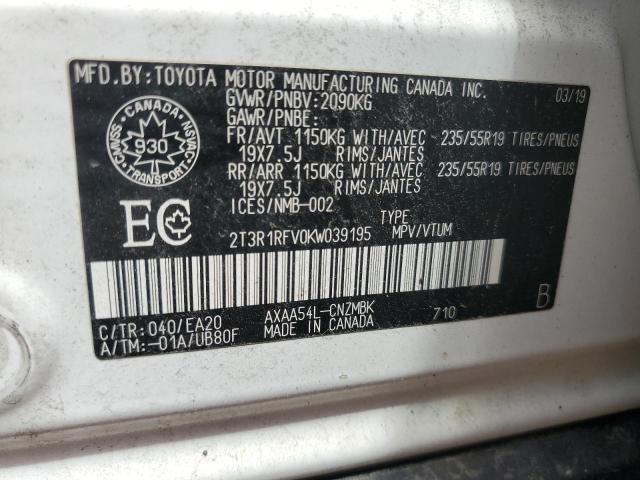 MFD.BY:TOYOTA MOTOR MANUFACTURING CANADA INC. 03/19
GVWR/PNBV:2090KG
GAWR/PNBE:
FR/AVT 1150KG WITH/AVEC 235/55R19 TIRES/PNEUS
19X7.5J RIMS/JANTES
RR/ARR 1150KG WITH/AVEC 235/55R19 TIRES/PNEUS
19X7.5J RIMS/JANTES
ICES/NMB-002
CANADA
CMVSS
NSVAC
930
TRANSPORT
EC
TYPE
2T3R1RFV0KW039195 MPV/VTUM
C/TR:040/EA20 AXAA54L-CNZMBK 710 B
A/TM:-01A/UB80F MADE IN CANADA